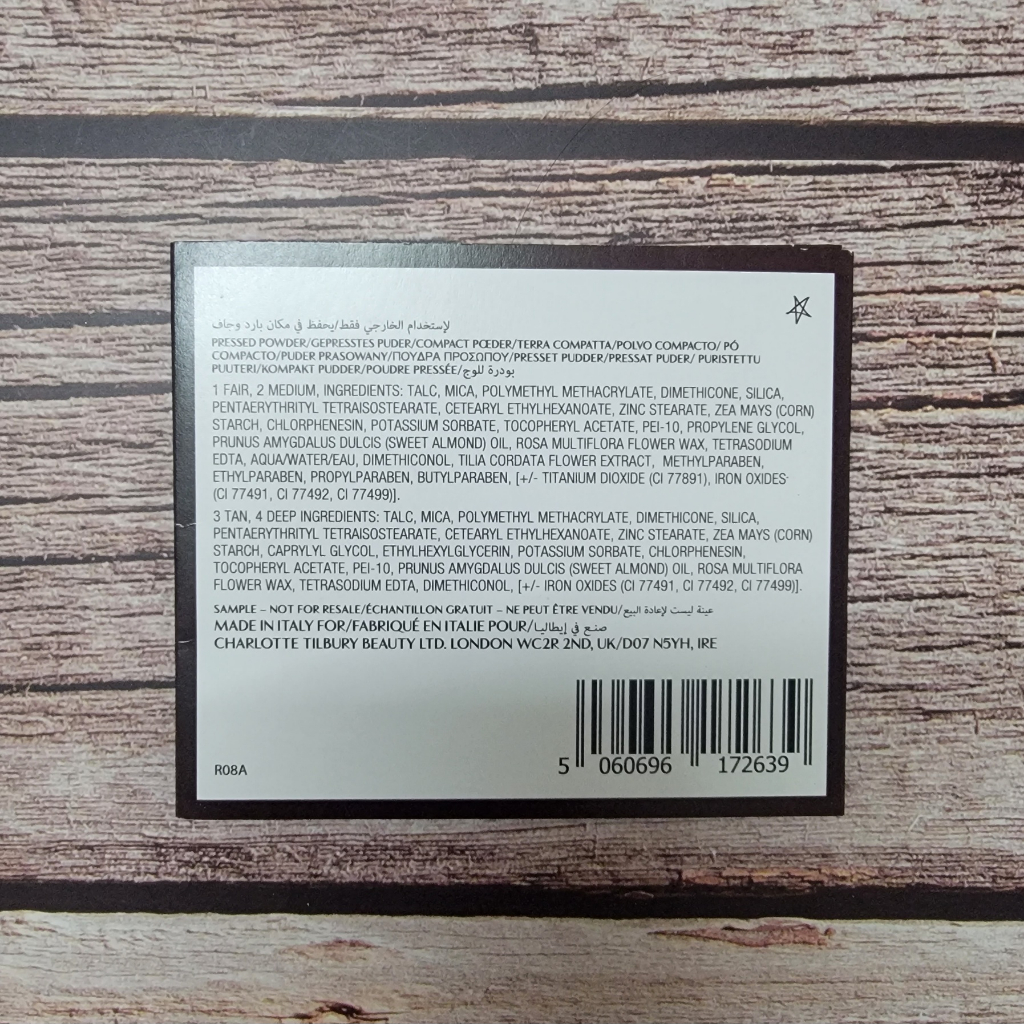 لإستخدام الخارجي فقط/يحفظ في مكان بارد وجاف
PRESSED POWDER/GEPRESSTES PUDER/COMPACT PŒDER/TERRA COMPATTA/POLVO COMPACTO/ PÓ
COMPACTO/PUDER PRASOWANY/ΠΟΥΔΡΑ ΠΡΟΣΩΠΟΥ/PRESSET PUDDER/PRESSAT PUDER/ PURISTETTU
PUUTERI/KOMPAKT PUDDER/POUDRE PRESSÉE/بودرة للوج
1 FAIR, 2 MEDIUM, INGREDIENTS: TALC, MICA, POLYMETHYL METHACRYLATE, DIMETHICONE, SILICA,
PENTAERYTHRITYL TETRAISOSTEARATE, CETEARYL ETHYLHEXANOATE, ZINC STEARATE, ZEA MAYS (CORN)
STARCH, CHLORPHENESIN, POTASSIUM SORBATE, TOCOPHERYL ACETATE, PEI-10, PROPYLENE GLYCOL,
PRUNUS AMYGDALUS DULCIS (SWEET ALMOND) OIL, ROSA MULTIFLORA FLOWER WAX, TETRASODIUM
EDTA, AQUA/WATER/EAU, DIMETHICONOL, TILIA CORDATA FLOWER EXTRACT, METHYLPARABEN,
ETHYLPARABEN, PROPYLPARABEN, BUTYLPARABEN, [+/- TITANIUM DIOXIDE (CI 77891), IRON OXIDES
(CI 77491, CI 77492, CI 77499)].
3 TAN, 4 DEEP INGREDIENTS: TALC, MICA, POLYMETHYL METHACRYLATE, DIMETHICONE, SILICA,
PENTAERYTHRITYL TETRAISOSTEARATE, CETEARYL ETHYLHEXANOATE, ZINC STEARATE, ZEA MAYS (CORN)
STARCH, CAPRYLYL GLYCOL, ETHYLHEXYLGLYCERIN, POTASSIUM SORBATE, CHLORPHENESIN,
TOCOPHERYL ACETATE, PEI-10, PRUNUS AMYGDALUS DULCIS (SWEET ALMOND) OIL, ROSA MULTIFLORA
FLOWER WAX, TETRASODIUM EDTA, DIMETHICONOL, [+/- IRON OXIDES (CI 77491, CI 77492, CI 77499)].
SAMPLE – NOT FOR RESALE/ÉCHANTILLON GRATUIT – NE PEUT ÊTRE VENDU/عينة ليست لإعادة البيع
MADE IN ITALY FOR/FABRIQUÉ EN ITALIE POUR/صنع في إيطاليا
CHARLOTTE TILBURY BEAUTY LTD. LONDON WC2R 2ND, UK/D07 N5YH, IRE
5 060696 172639
R08A